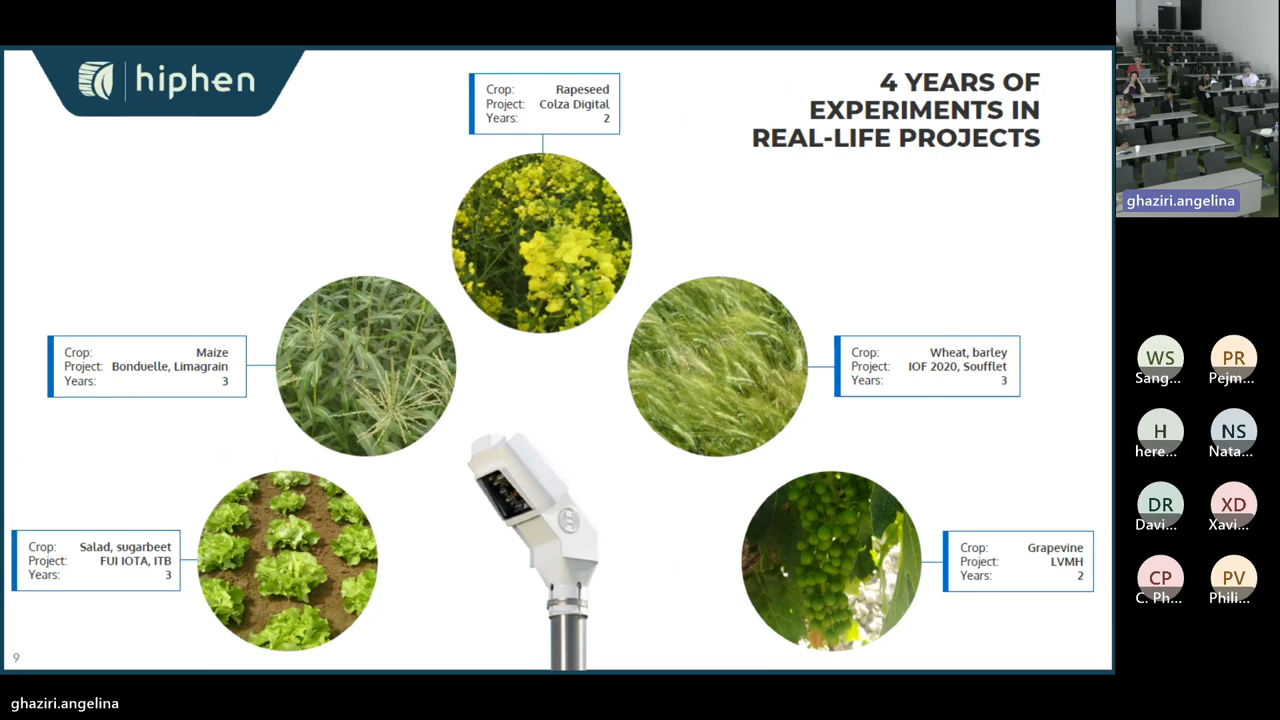 hiphen
4 YEARS OF
EXPERIMENTS IN
REAL-LIFE PROJECTS
Crop: Rapeseed
Project: Colza Digital
Years: 2
Crop: Maize
Project: Bonduelle, Limagrain
Years: 3
Crop: Wheat, barley
Project: IOF 2020, Soufflet
Years: 3
Crop: Salad, sugarbeet
Project: FUI IOTA, ITB
Years: 3
Crop: Grapevine
Project: LVMH
Years: 2
9
ghaziri.angelina
ghaziri.angelina
WS
Sang...
PR
Pejm...
H
here...
NS
Nata...
DR
Davi...
XD
Xavi...
CP
C. Ph...
PV
Phili...